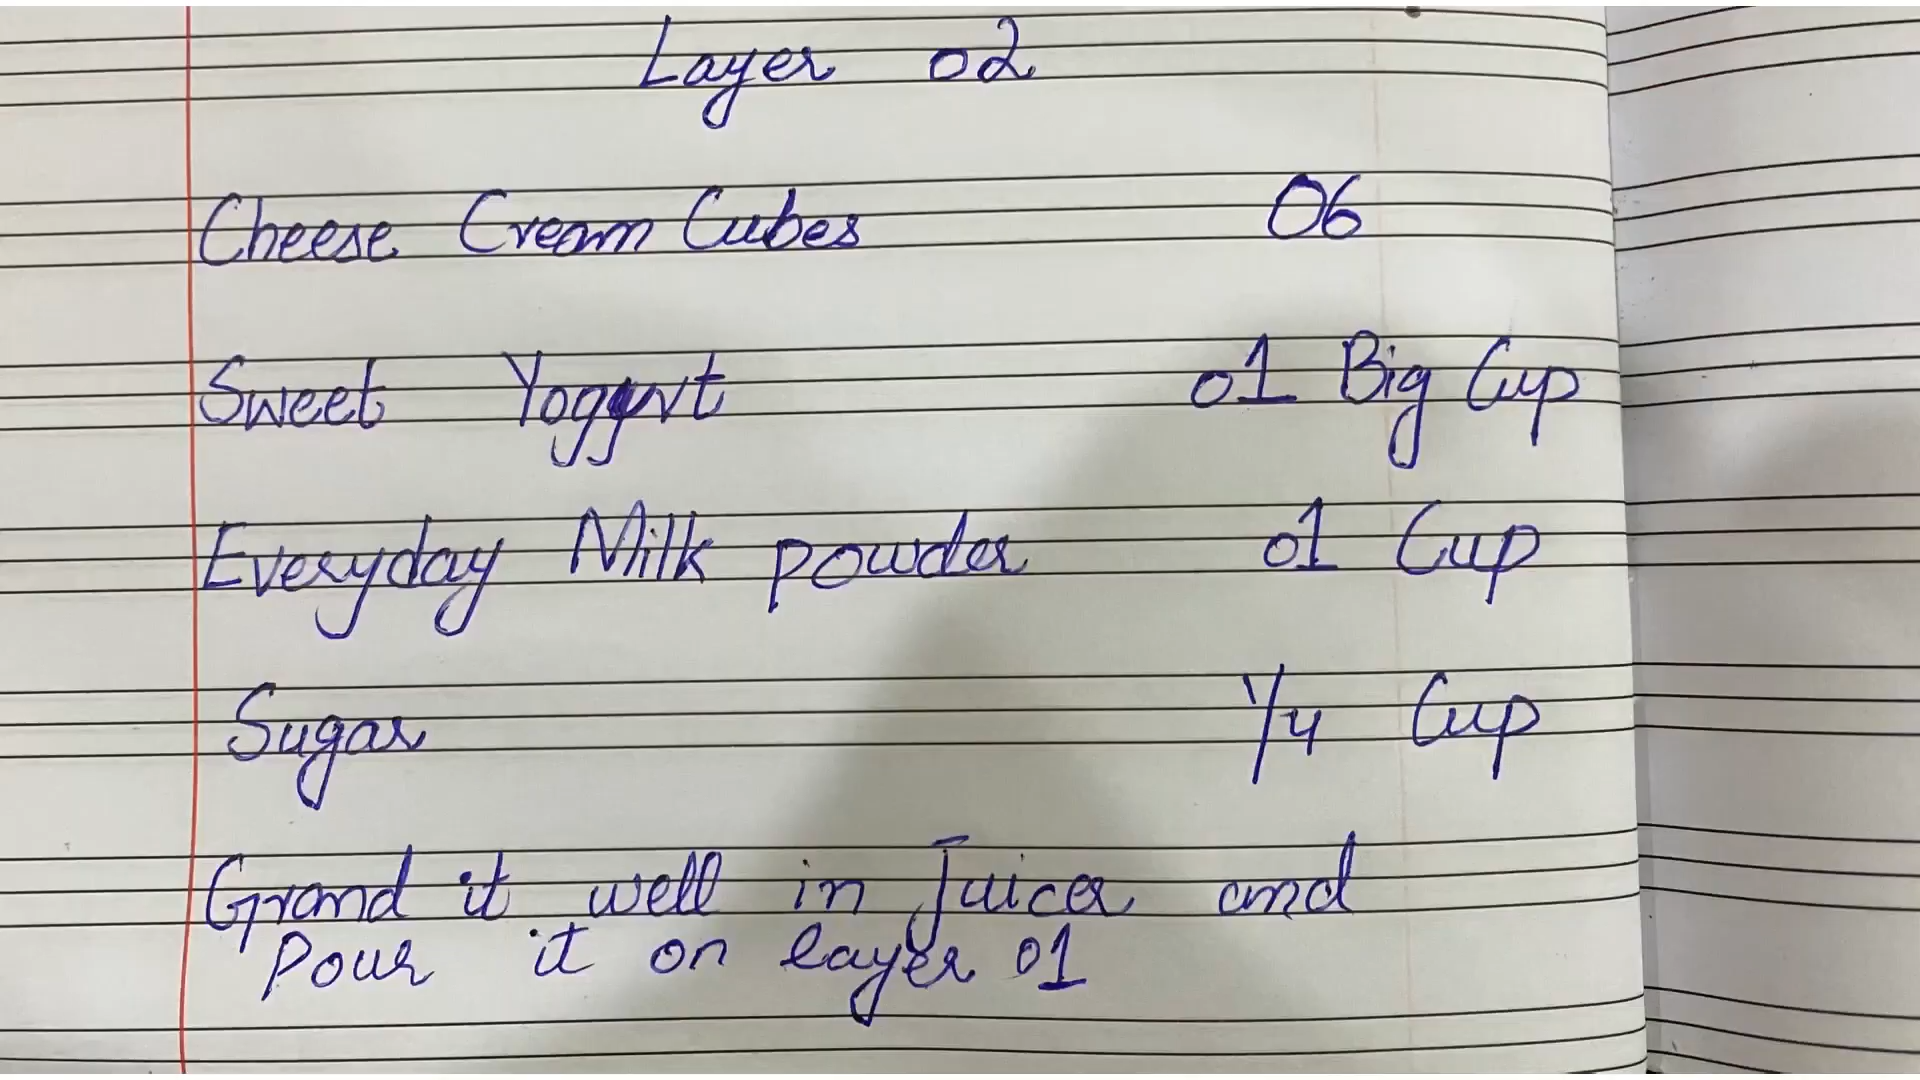 Layer 02
Cheese Cream Cubes 06
Sweet Yoggurt 01 Big Cup
Everyday Milk powder 01 Cup
Sugar 1/4 Cup
Grand it well in Juicer and
Pour it on layer 01